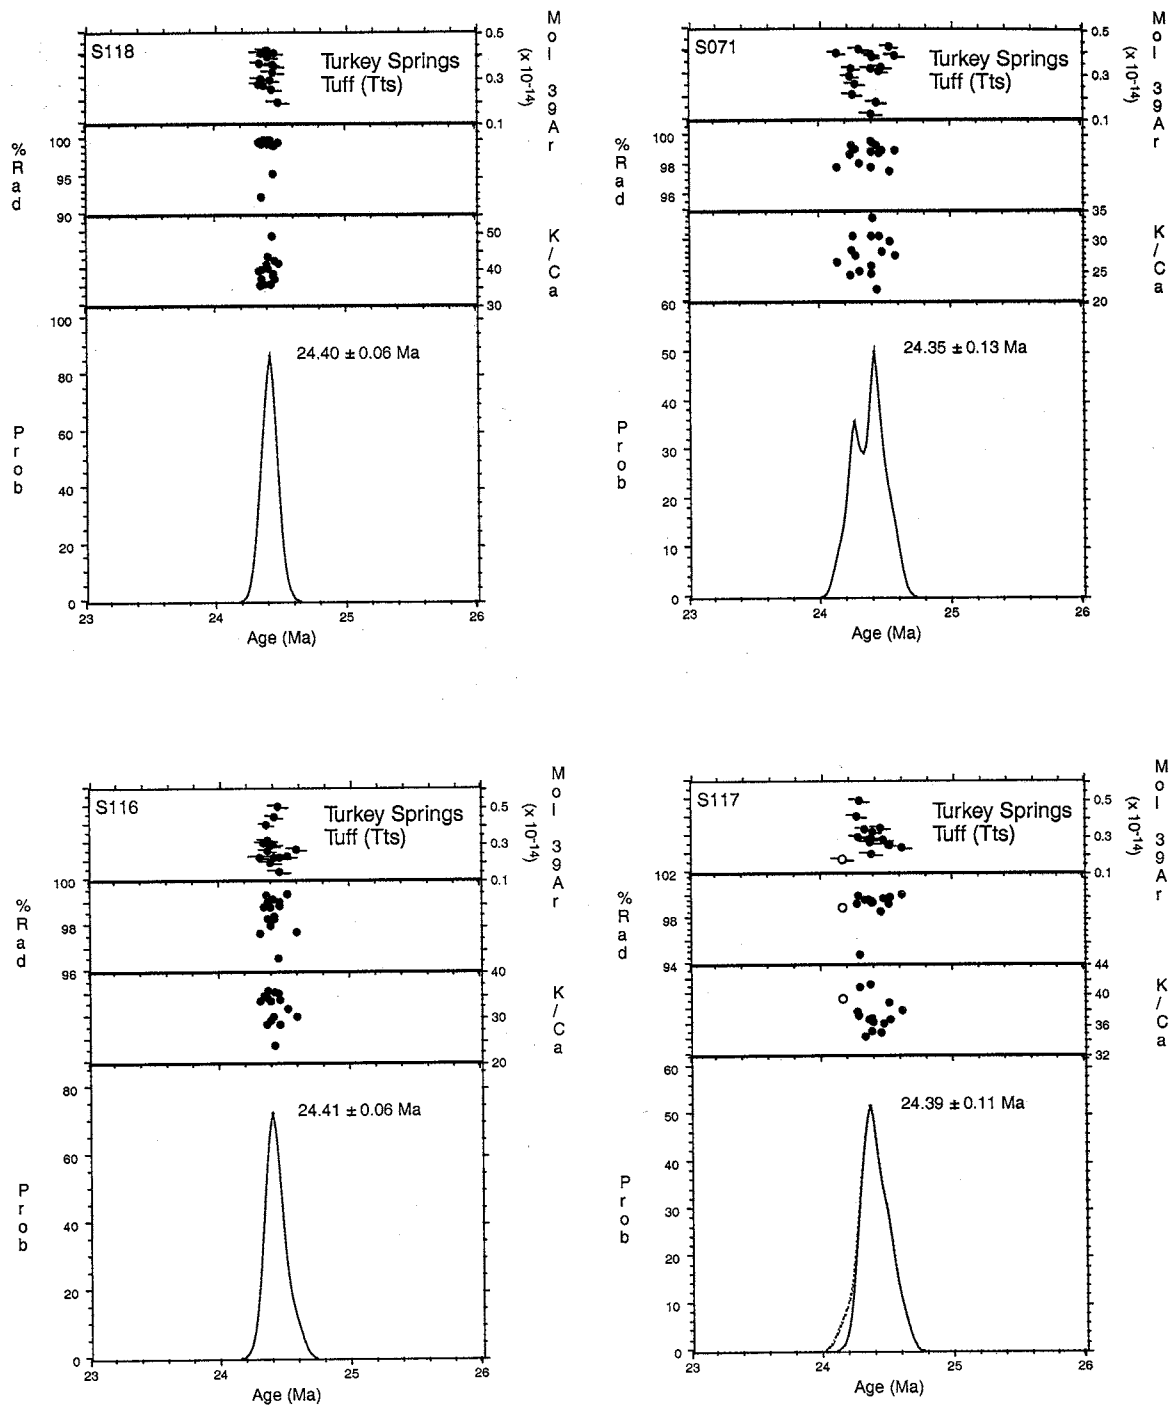 S118
Turkey Springs
Tuff (Tts)
0.5
0.3
0.1
Mol 39Ar
(x 10-14)
%Rad
100
95
90
K/Ca
50
40
30
Prob
100
80
60
40
20
0
24.40 ± 0.06 Ma
23 24 25 26
Age (Ma)
S071
Turkey Springs
Tuff (Tts)
0.5
0.3
0.1
Mol 39Ar
(x 10-14)
%Rad
100
98
96
K/Ca
35
30
25
20
Prob
60
50
40
30
20
10
0
24.35 ± 0.13 Ma
23 24 25 26
Age (Ma)
S116
Turkey Springs
Tuff (Tts)
0.5
0.3
0.1
Mol 39Ar
(x 10-14)
%Rad
100
98
96
K/Ca
40
30
20
Prob
80
60
40
20
0
24.41 ± 0.06 Ma
23 24 25 26
Age (Ma)
S117
Turkey Springs
Tuff (Tts)
0.5
0.3
0.1
Mol 39Ar
(x 10-14)
%Rad
102
98
94
K/Ca
44
40
36
32
Prob
60
50
40
30
20
10
0
24.39 ± 0.11 Ma
23 24 25 26
Age (Ma)